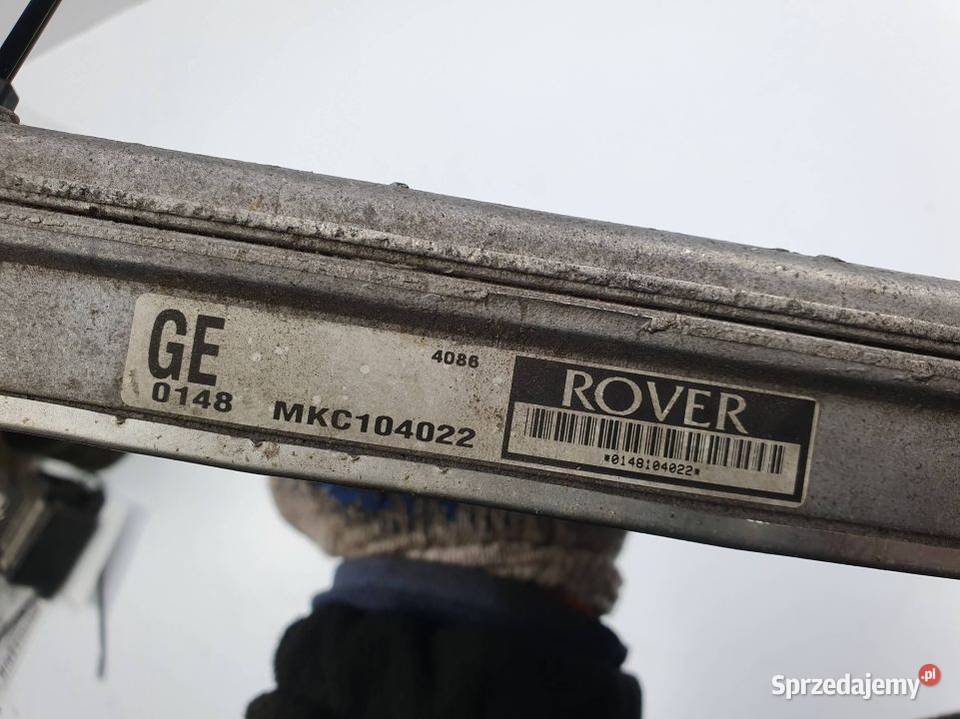 GE
0148
4086
MKC104022
ROVER
*0148104022*
Sprzedajemy.pl